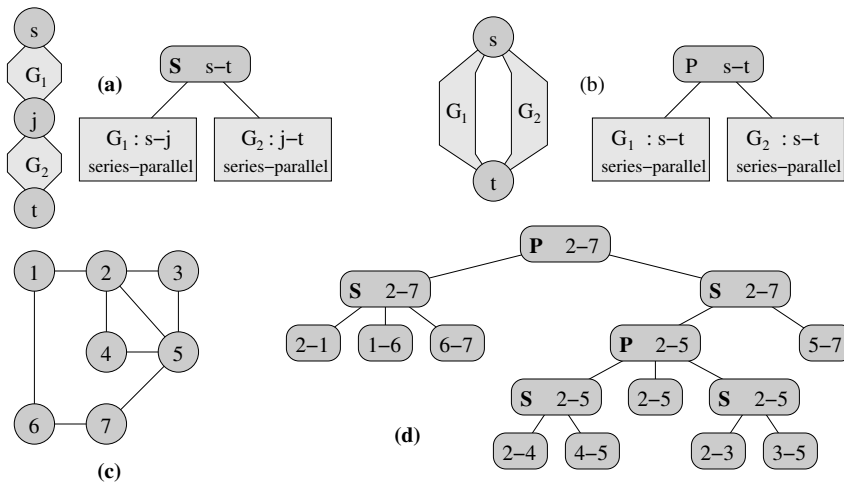 s
G1
(a)
j
G2
t
S s−t
G1 : s−j
series−parallel
G2 : j−t
series−parallel
s
G1
G2
t
(b)
P s−t
G1 : s−t
series−parallel
G2 : s−t
series−parallel
1
2
3
4
5
6
7
(c)
P 2−7
S 2−7
S 2−7
2−1
1−6
6−7
P 2−5
5−7
S 2−5
2−5
S 2−5
(d)
2−4
4−5
2−3
3−5